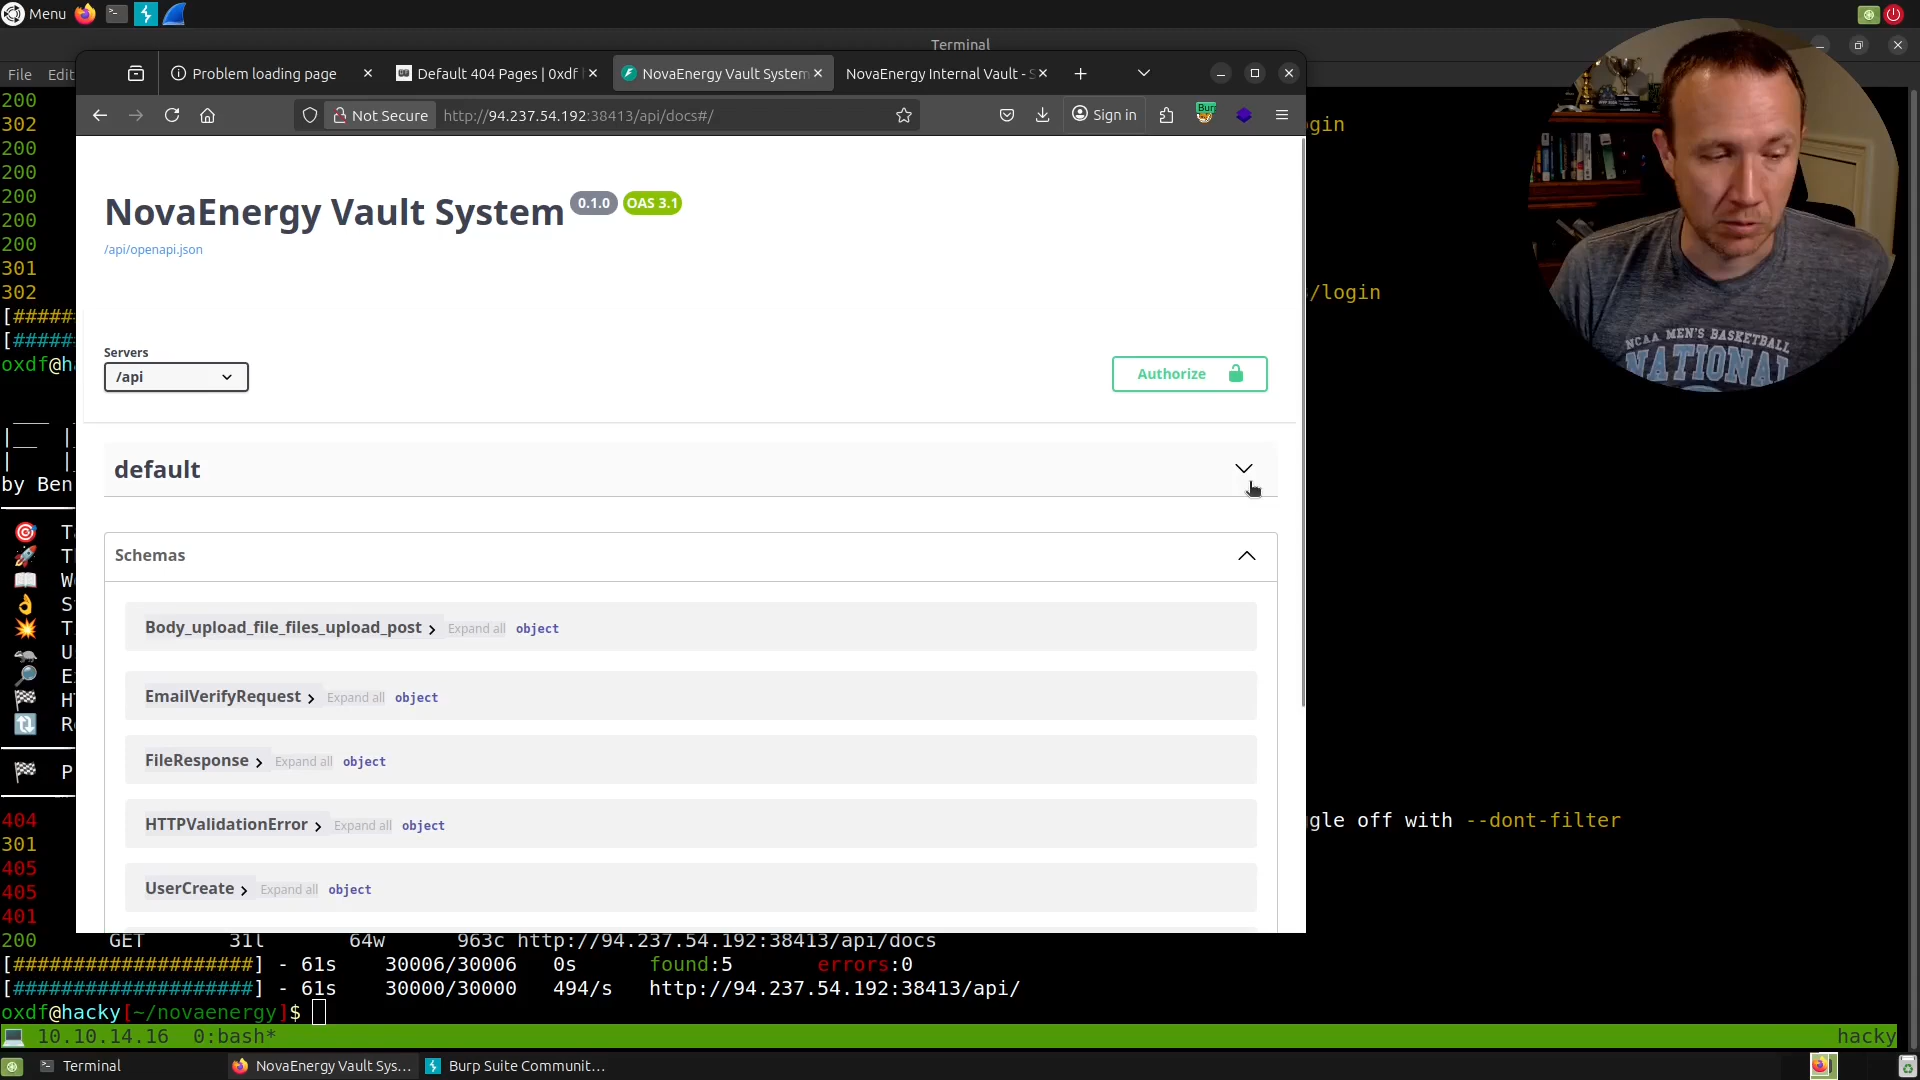 Menu
Terminal
File Edit
Problem loading page
Default 404 Pages | 0xdf
NovaEnergy Vault System
NovaEnergy Internal Vault - S
Not Secure
http://94.237.54.192:38413/api/docs#/
Sign in
Burp
NovaEnergy Vault System 0.1.0 OAS 3.1
/api/openapi.json
Servers
/api
Authorize
default
Schemas
Body_upload_file_files_upload_post Expand all object
EmailVerifyRequest Expand all object
FileResponse Expand all object
HTTPValidationError Expand all object
UserCreate Expand all object
200
302 gin
200
200
200
200
200
301
302 /login
[#####
[#####
oxdf@ha
by Ben
404 gle off with --dont-filter
301
405
405
401
200 GET 31l 64w 963c http://94.237.54.192:38413/api/docs
[####################] - 61s 30006/30006 0s found:5 errors:0
[####################] - 61s 30000/30000 494/s http://94.237.54.192:38413/api/
oxdf@hacky[~/novaenergy]$
10.10.14.16 0:bash* hacky
Terminal
NovaEnergy Vault Sys...
Burp Suite Communit...
NCAA MEN'S BASKETBALL
NATIONAL